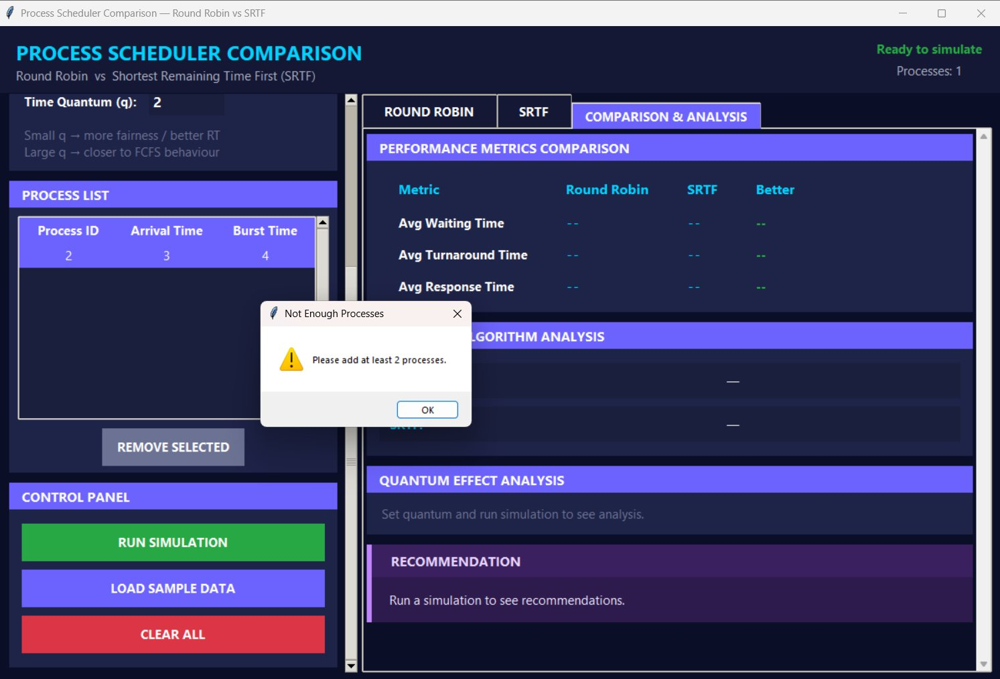 Process Scheduler Comparison — Round Robin vs SRTF
PROCESS SCHEDULER COMPARISON
Round Robin vs Shortest Remaining Time First (SRTF)
Ready to simulate
Processes: 1
Time Quantum (q): 2
Small q → more fairness / better RT
Large q → closer to FCFS behaviour
PROCESS LIST
Process ID Arrival Time Burst Time
2 3 4
REMOVE SELECTED
CONTROL PANEL
RUN SIMULATION
LOAD SAMPLE DATA
CLEAR ALL
ROUND ROBIN SRTF COMPARISON & ANALYSIS
PERFORMANCE METRICS COMPARISON
Metric Round Robin SRTF Better
Avg Waiting Time -- -- --
Avg Turnaround Time -- -- --
Avg Response Time -- -- --
LGORITHM ANALYSIS
—
SRTF: —
QUANTUM EFFECT ANALYSIS
Set quantum and run simulation to see analysis.
RECOMMENDATION
Run a simulation to see recommendations.
Not Enough Processes
Please add at least 2 processes.
OK